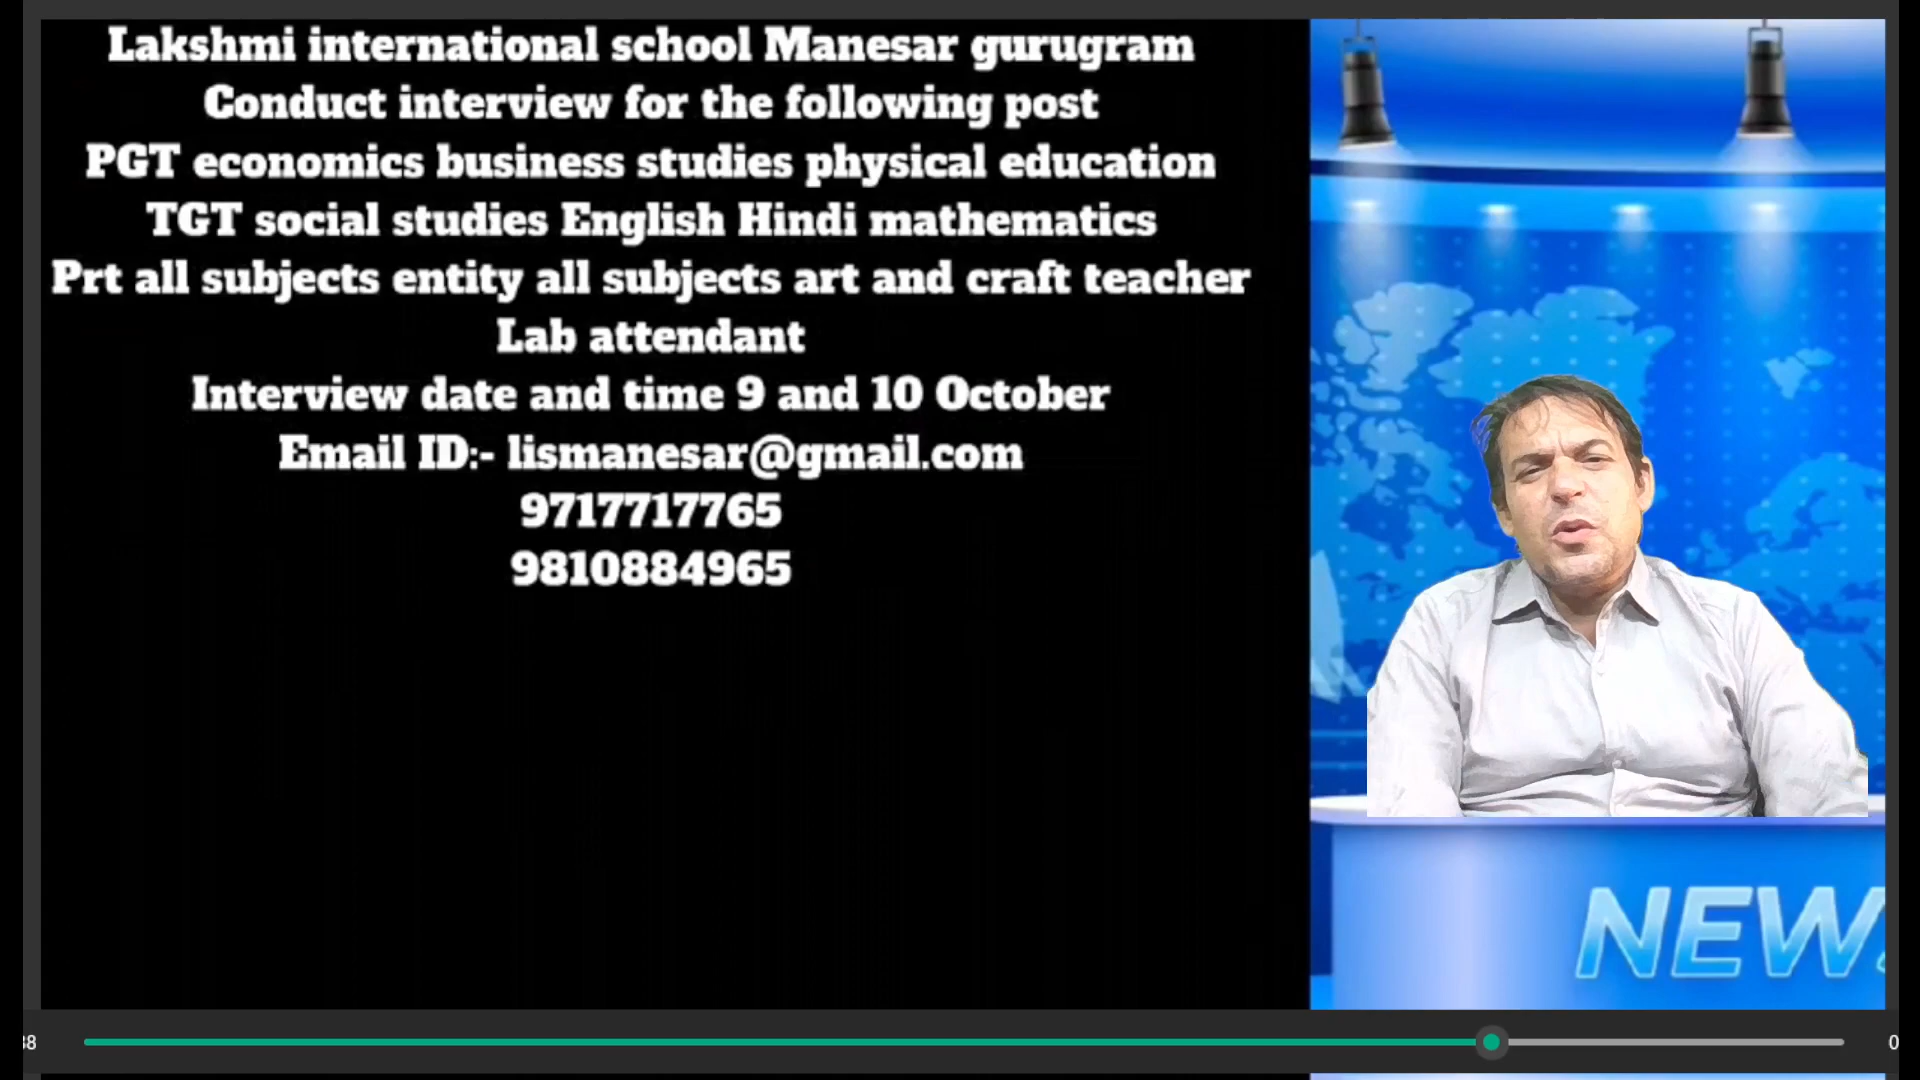 Lakshmi international school Manesar gurugram
Conduct interview for the following post
PGT economics business studies physical education
TGT social studies English Hindi mathematics
Prt all subjects entity all subjects art and craft teacher
Lab attendant
Interview date and time 9 and 10 October
Email ID:- lismanesar@gmail.com
9717717765
9810884965
NEW